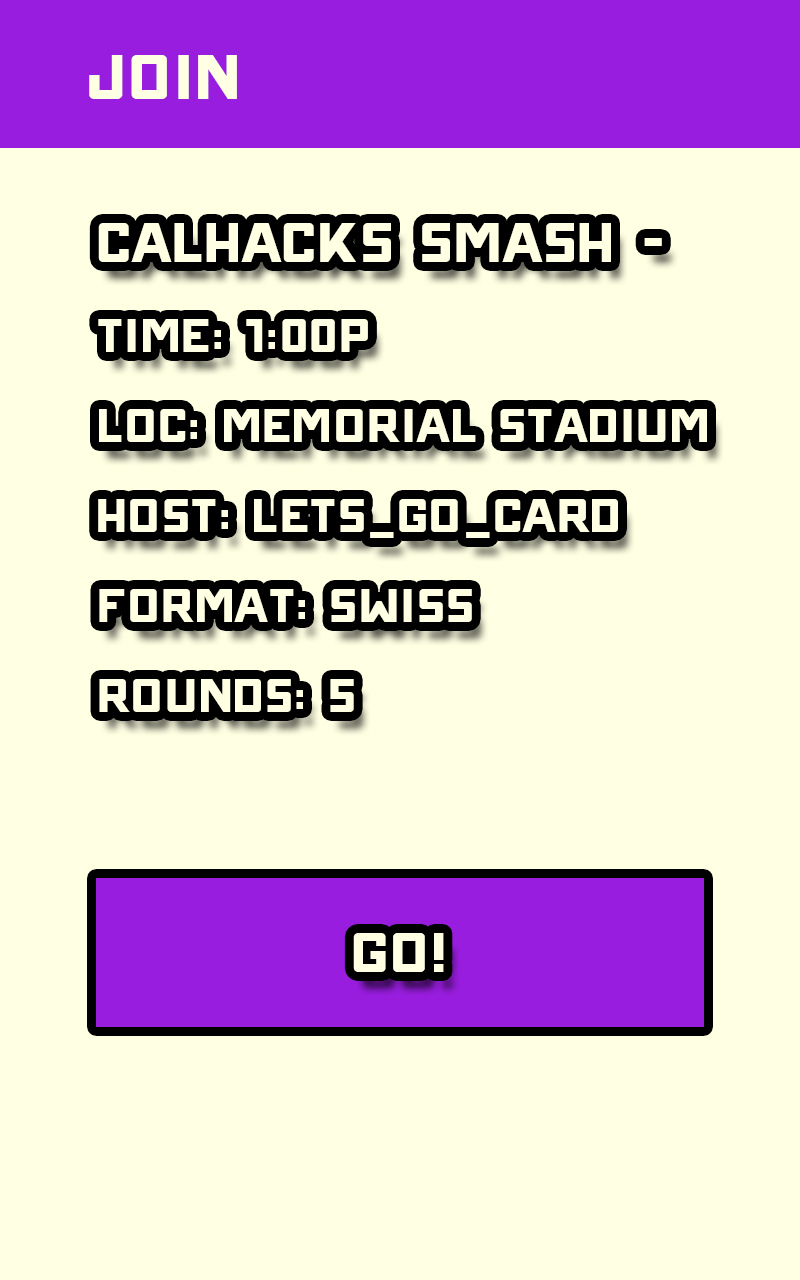 JOIN
CALHACKS SMASH -
TIME: 1:00P
LOC: MEMORIAL STADIUM
HOST: LETS_GO_CARD
FORMAT: SWISS
ROUNDS: 5
GO!